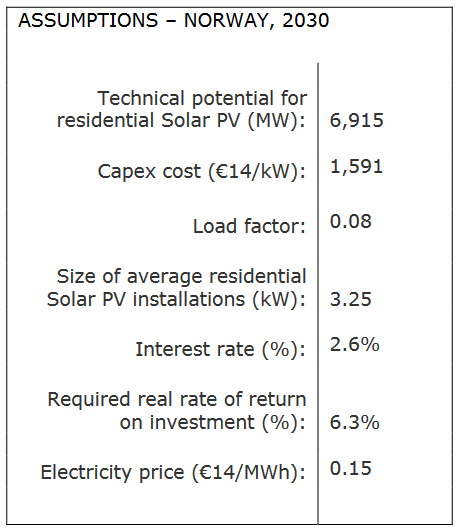 ASSUMPTIONS – NORWAY, 2030
Technical potential for
residential Solar PV (MW): 6,915
Capex cost (€14/kW): 1,591
Load factor: 0.08
Size of average residential
Solar PV installations (kW): 3.25
Interest rate (%): 2.6%
Required real rate of return
on investment (%): 6.3%
Electricity price (€14/MWh): 0.15